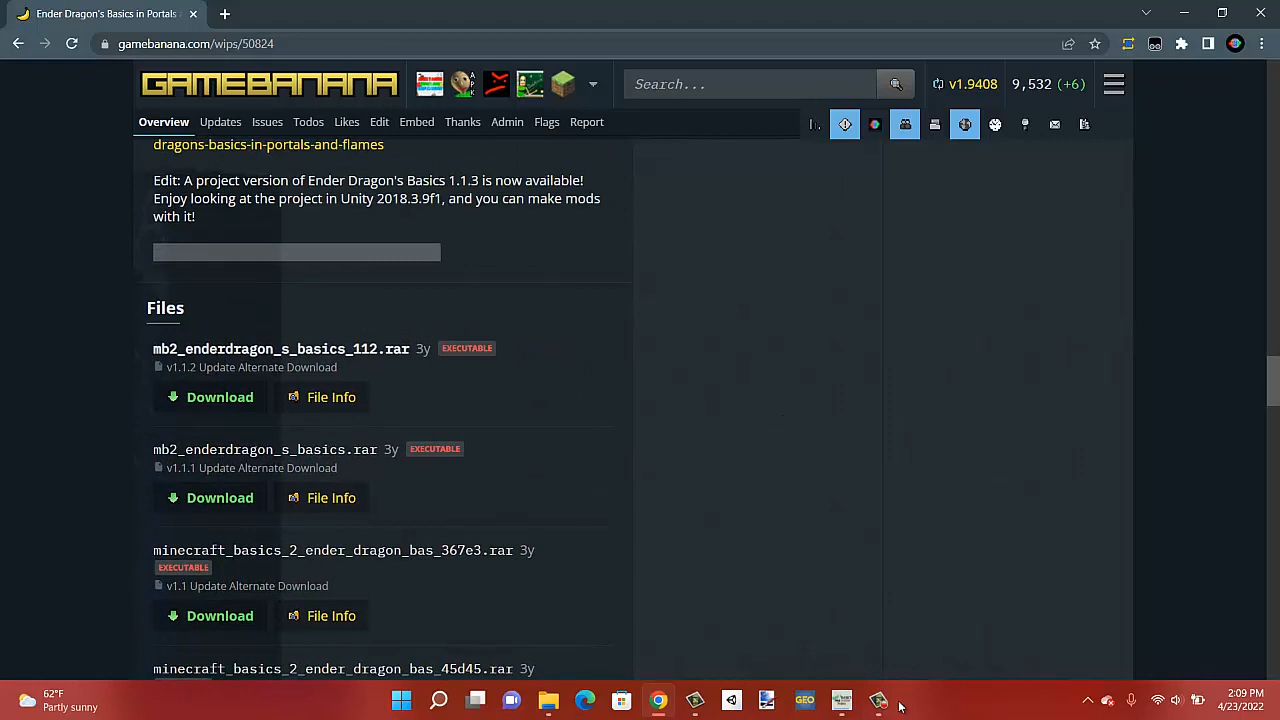 Ender Dragon's Basics in Portals
gamebanana.com/wips/50824
GAMEBANANA
Search...
v1.9408
9,532 (+6)
Overview Updates Issues Todos Likes Edit Embed Thanks Admin Flags Report
dragons-basics-in-portals-and-flames
Edit: A project version of Ender Dragon's Basics 1.1.3 is now available!
Enjoy looking at the project in Unity 2018.3.9f1, and you can make mods
with it!
Files
mb2_enderdragon_s_basics_112.rar 3y EXECUTABLE
v1.1.2 Update Alternate Download
Download File Info
mb2_enderdragon_s_basics.rar 3y EXECUTABLE
v1.1.1 Update Alternate Download
Download File Info
minecraft_basics_2_ender_dragon_bas_367e3.rar 3y
EXECUTABLE
v1.1 Update Alternate Download
Download File Info
minecraft_basics_2_ender_dragon_bas_45d45.rar 3y
62°F
Partly sunny
GEO
2:09 PM
4/23/2022